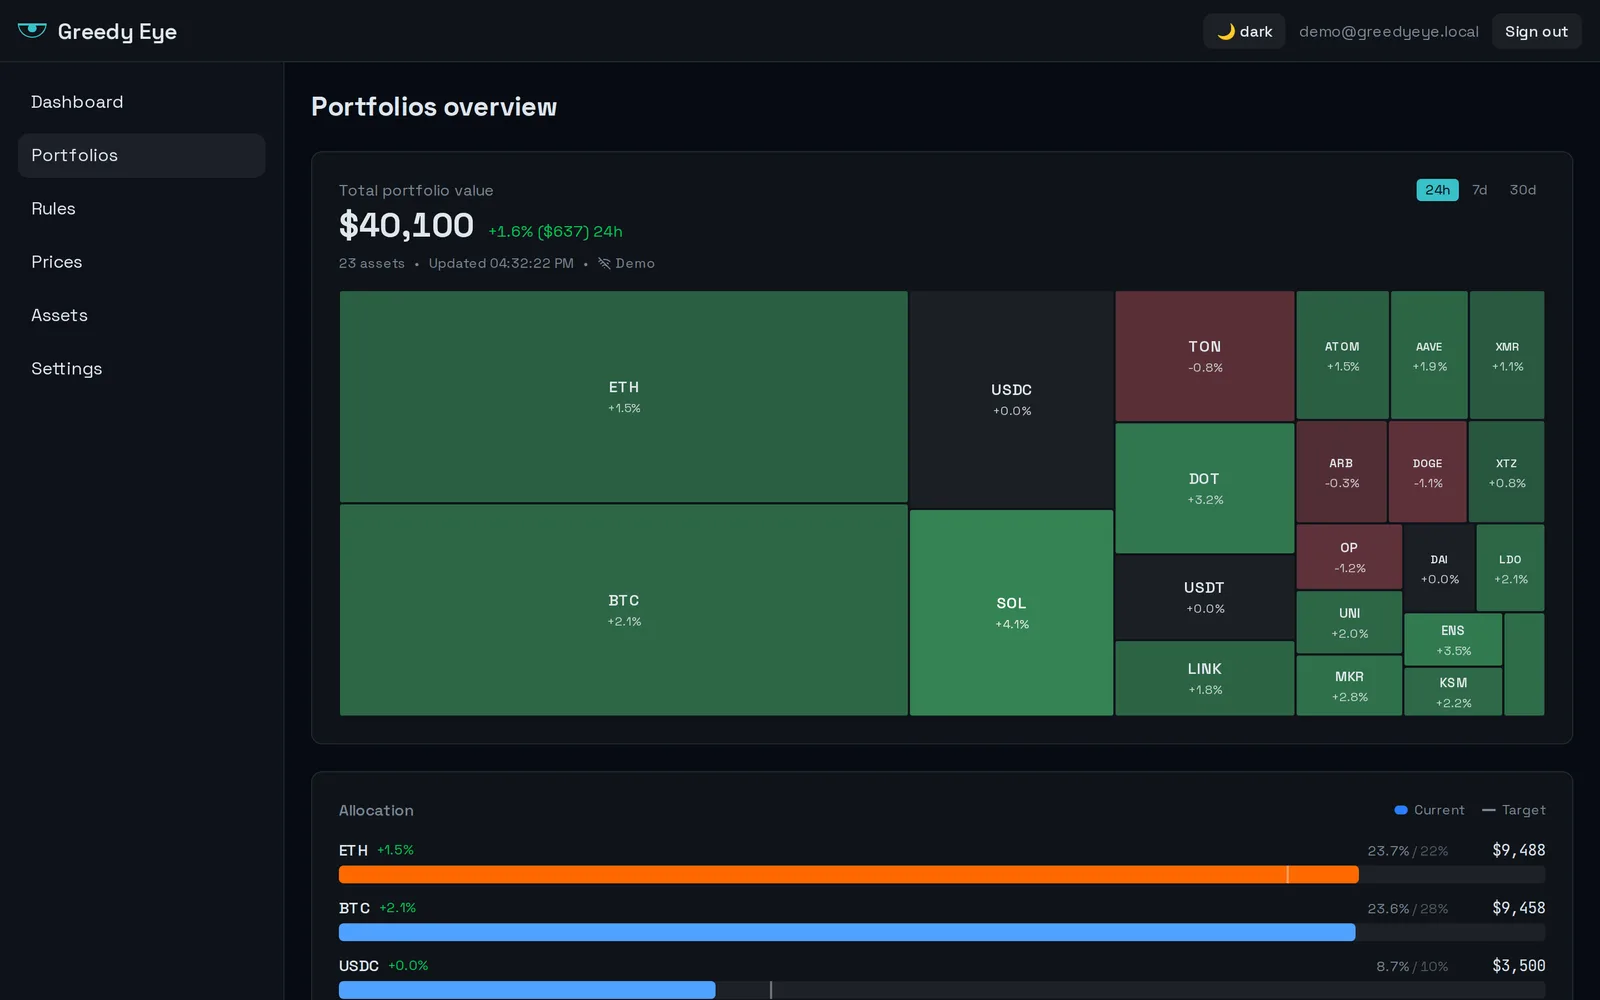 Greedy Eye
🌙 dark
demo@greedyeye.local
Sign out
Dashboard
Portfolios
Rules
Prices
Assets
Settings
Portfolios overview
Total portfolio value
24h 7d 30d
$40,100 +1.6% ($637) 24h
23 assets • Updated 04:32:22 PM • Demo
ETH
+1.5%
BTC
+2.1%
USDC
+0.0%
SOL
+4.1%
TON
-0.8%
DOT
+3.2%
USDT
+0.0%
LINK
+1.8%
ATOM
+1.5%
AAVE
+1.9%
XMR
+1.1%
ARB
-0.3%
DOGE
-1.1%
XTZ
+0.8%
OP
-1.2%
DAI
+0.0%
LDO
+2.1%
UNI
+2.0%
ENS
+3.5%
MKR
+2.8%
KSM
+2.2%
Allocation
Current
Target
ETH +1.5% 23.7% / 22% $9,488
BTC +2.1% 23.6% / 28% $9,458
USDC +0.0% 8.7% / 10% $3,500